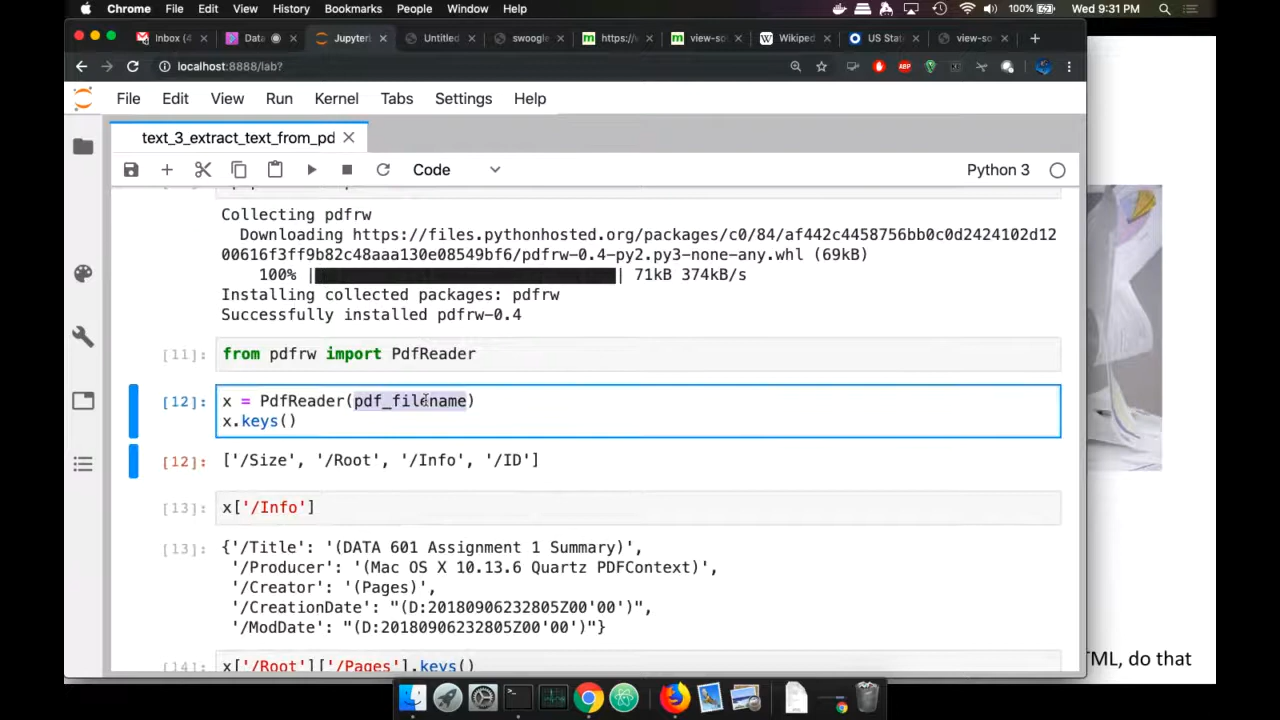 Chrome File Edit View History Bookmarks People Window Help 100% Wed 9:31 PM
Inbox (4 Data Jupyter Untitled swoogle https:// view-so Wikiped US State view-so
localhost:8888/lab?
File Edit View Run Kernel Tabs Settings Help
text_3_extract_text_from_pd
Code Python 3
Collecting pdfrw
Downloading https://files.pythonhosted.org/packages/c0/84/af442c4458756bb0c0d2424102d12
00616f3ff9b82c48aaa130e08549bf6/pdfrw-0.4-py2.py3-none-any.whl (69kB)
100% |████████████████████████████████| 71kB 374kB/s
Installing collected packages: pdfrw
Successfully installed pdfrw-0.4
[11]: from pdfrw import PdfReader
[12]: x = PdfReader(pdf_filename)
x.keys()
[12]: ['/Size', '/Root', '/Info', '/ID']
[13]: x['/Info']
[13]: {'/Title': '(DATA 601 Assignment 1 Summary)',
'/Producer': '(Mac OS X 10.13.6 Quartz PDFContext)',
'/Creator': '(Pages)',
'/CreationDate': "(D:20180906232805Z00'00')",
'/ModDate': "(D:20180906232805Z00'00')"}
[14]: x['/Root']['/Pages'].keys()
TML, do that